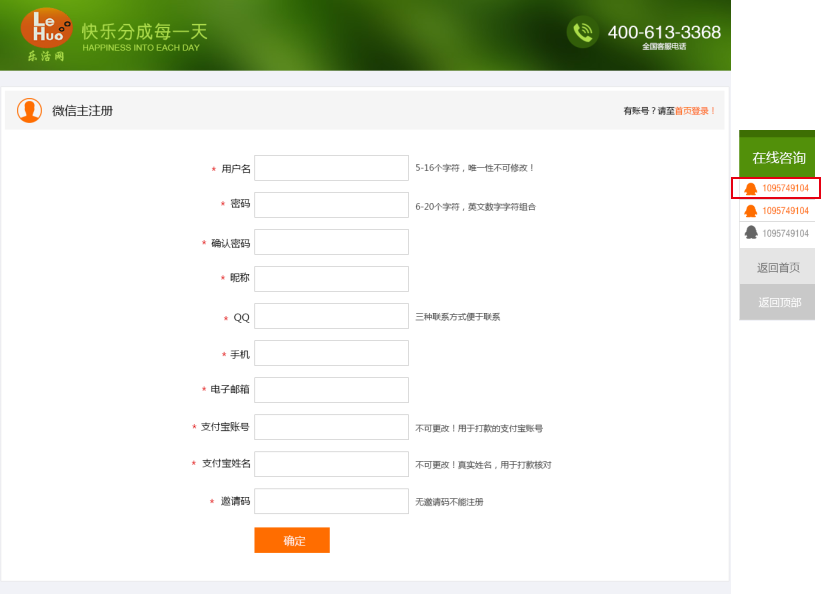 Le
Huo
乐活网
快乐分成每一天
HAPPINESS INTO EACH DAY
400-613-3368
全国客服电话
微信主注册
有账号？请至首页登录！
* 用户名
5-16个字符，唯一性不可修改！
* 密码
6-20个字符，英文数字字符组合
* 确认密码
* 昵称
* QQ
三种联系方式便于联系
* 手机
* 电子邮箱
* 支付宝账号
不可更改！用于打款的支付宝账号
* 支付宝姓名
不可更改！真实姓名，用于打款核对
* 邀请码
无邀请码不能注册
确定
在线咨询
1095749104
1095749104
1095749104
返回首页
返回顶部